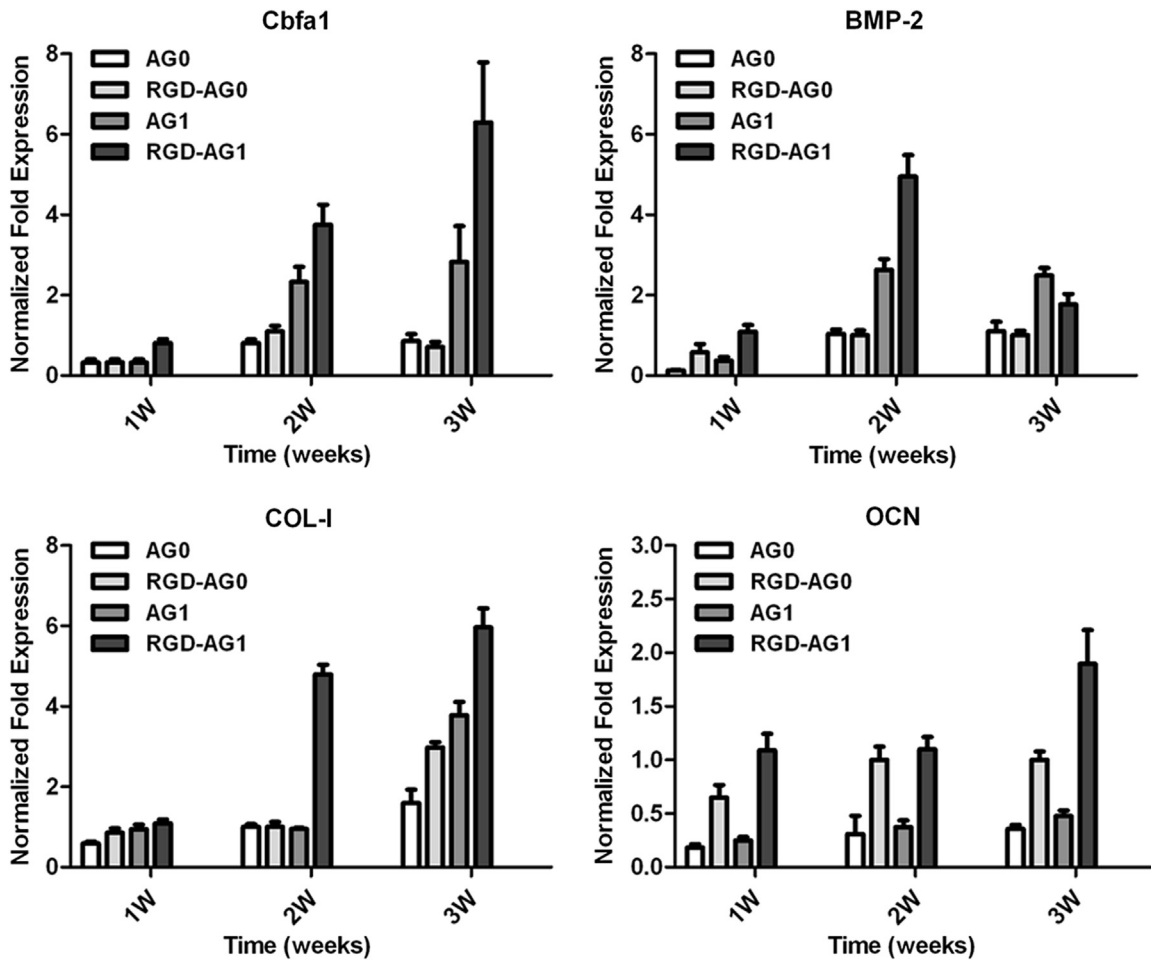 Cbfa1
Normalized Fold Expression
8
6
4
2
0
AG0
RGD-AG0
AG1
RGD-AG1
1W
2W
3W
Time (weeks)
BMP-2
Normalized Fold Expression
8
6
4
2
0
AG0
RGD-AG0
AG1
RGD-AG1
1W
2W
3W
Time (weeks)
COL-I
Normalized Fold Expression
8
6
4
2
0
AG0
RGD-AG0
AG1
RGD-AG1
1W
2W
3W
Time (weeks)
OCN
Normalized Fold Expression
3.0
2.5
2.0
1.5
1.0
0.5
0.0
AG0
RGD-AG0
AG1
RGD-AG1
1W
2W
3W
Time (weeks)